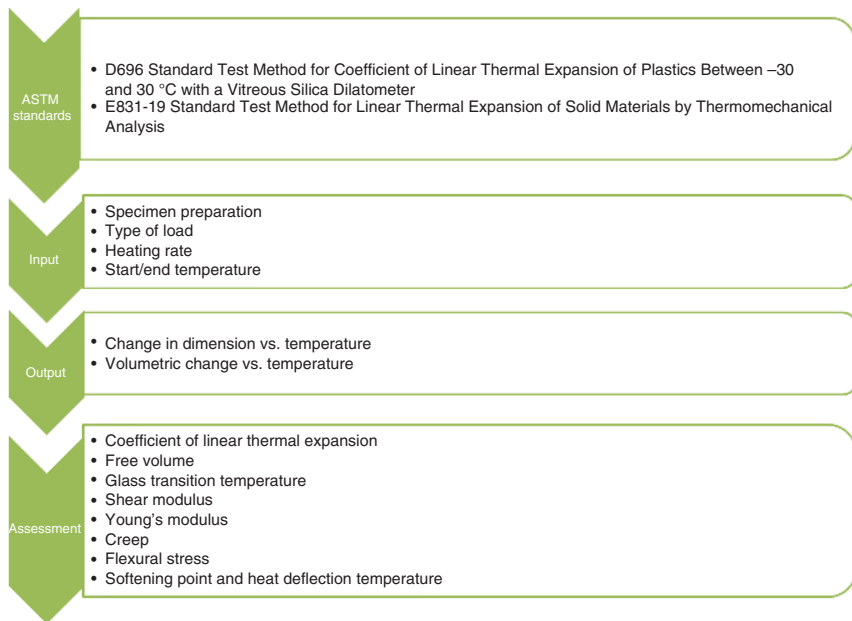 ASTM
standards
• D696 Standard Test Method for Coefficient of Linear Thermal Expansion of Plastics Between –30
and 30 °C with a Vitreous Silica Dilatometer
• E831-19 Standard Test Method for Linear Thermal Expansion of Solid Materials by Thermomechanical
Analysis
Input
• Specimen preparation
• Type of load
• Heating rate
• Start/end temperature
Output
• Change in dimension vs. temperature
• Volumetric change vs. temperature
Assessment
• Coefficient of linear thermal expansion
• Free volume
• Glass transition temperature
• Shear modulus
• Young’s modulus
• Creep
• Flexural stress
• Softening point and heat deflection temperature